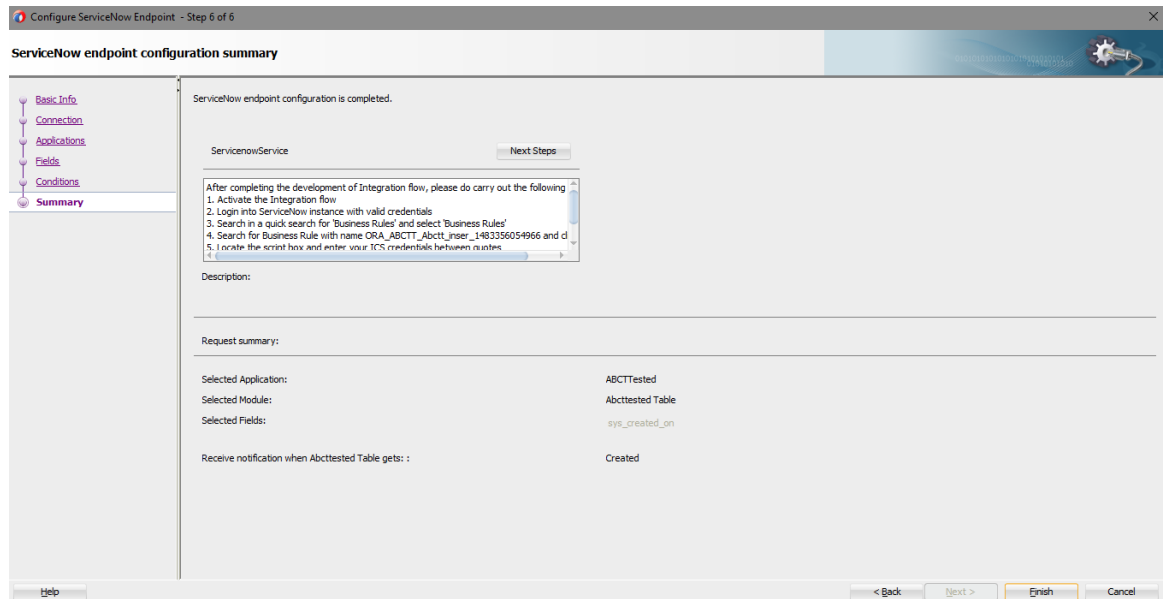 Configure ServiceNow Endpoint - Step 6 of 6
ServiceNow endpoint configuration summary
Basic Info
Connection
Applications
Fields
Conditions
Summary
ServiceNow endpoint configuration is completed.
ServicenowService
Next Steps
After completing the development of Integration flow, please do carry out the following
1. Activate the Integration flow
2. Login into ServiceNow instance with valid credentials
3. Search in a quick search for 'Business Rules' and select 'Business Rules'
4. Search for Business Rule with name ORA_ABCTT_Abctt_inser_1483356054966 and cl
5. Locate the script box and enter your ICS credentials between quotes
Description:
Request summary:
Selected Application: ABCTTested
Selected Module: Abcttested Table
Selected Fields: sys_created_on
Receive notification when Abcttested Table gets: : Created
Help
< Back
Next >
Finish
Cancel